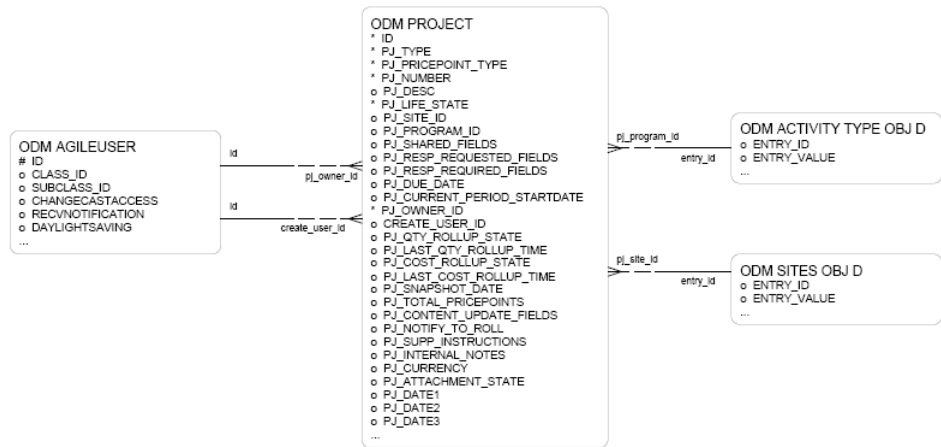 ODM AGILEUSER
# ID
o CLASS_ID
o SUBCLASS_ID
o CHANGECASTACCESS
o RECVNOTIFICATION
o DAYLIGHTSAVING
...
id
pj_owner_id
id
create_user_id
ODM PROJECT
* ID
* PJ_TYPE
* PJ_PRICEPOINT_TYPE
* PJ_NUMBER
o PJ_DESC
* PJ_LIFE_STATE
o PJ_SITE_ID
o PJ_PROGRAM_ID
o PJ_SHARED_FIELDS
o PJ_RESP_REQUESTED_FIELDS
o PJ_RESP_REQUIRED_FIELDS
o PJ_DUE_DATE
o PJ_CURRENT_PERIOD_STARTDATE
* PJ_OWNER_ID
o CREATE_USER_ID
o PJ_QTY_ROLLUP_STATE
o PJ_LAST_QTY_ROLLUP_TIME
o PJ_COST_ROLLUP_STATE
o PJ_LAST_COST_ROLLUP_TIME
o PJ_SNAPSHOT_DATE
o PJ_TOTAL_PRICEPOINTS
o PJ_CONTENT_UPDATE_FIELDS
o PJ_NOTIFY_TO_ROLL
o PJ_SUPP_INSTRUCTIONS
o PJ_INTERNAL_NOTES
o PJ_CURRENCY
o PJ_ATTACHMENT_STATE
o PJ_DATE1
o PJ_DATE2
o PJ_DATE3
...
pj_program_id
entry_id
pj_site_id
entry_id
ODM ACTIVITY TYPE OBJ D
o ENTRY_ID
o ENTRY_VALUE
...
ODM SITES OBJ D
o ENTRY_ID
o ENTRY_VALUE
...